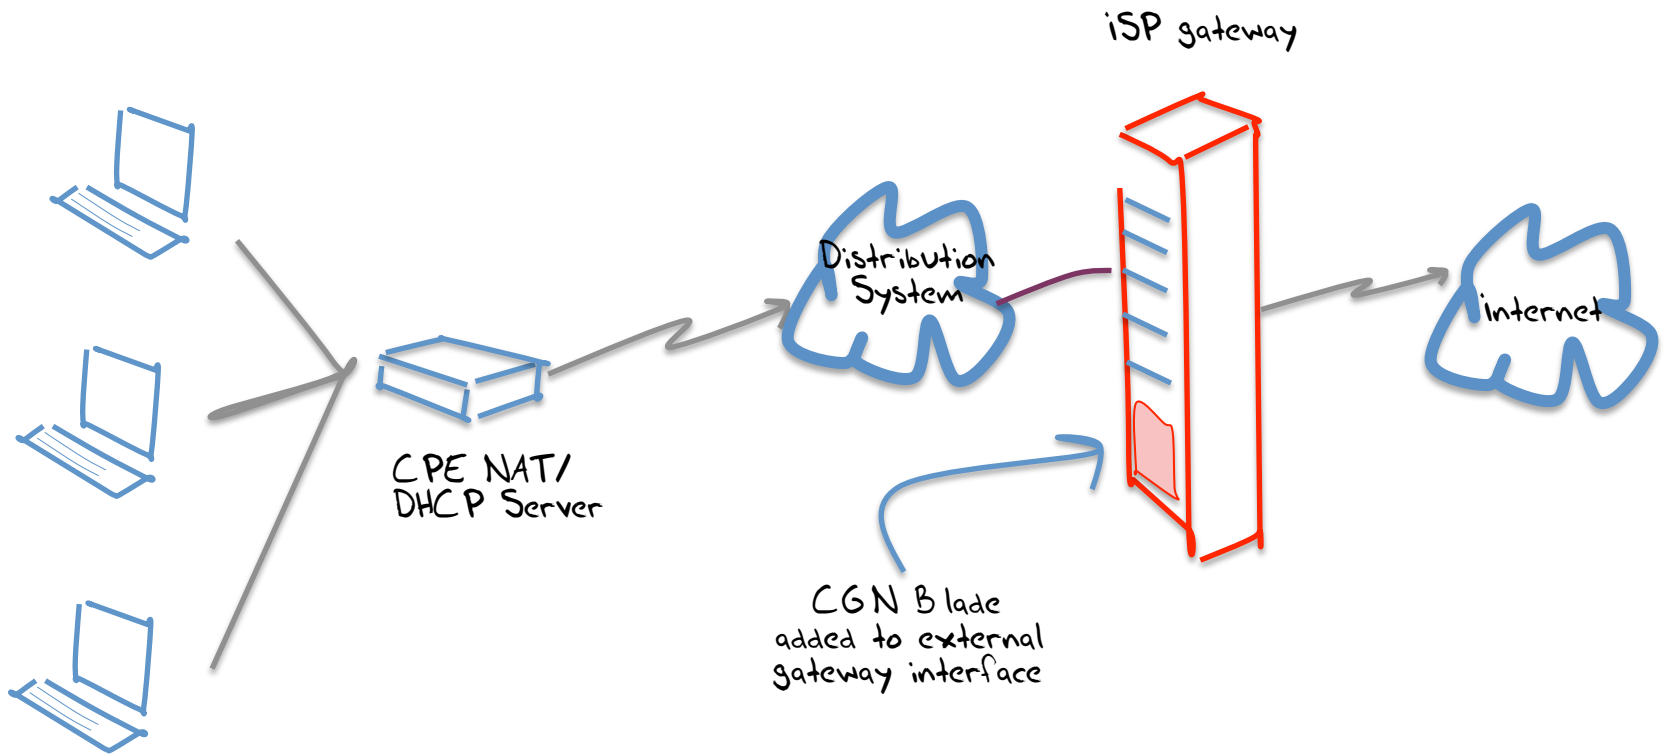 iSP gateway
Distribution
System
internet
CPE NAT/
DHCP Server
CGN Blade
added to external
gateway interface